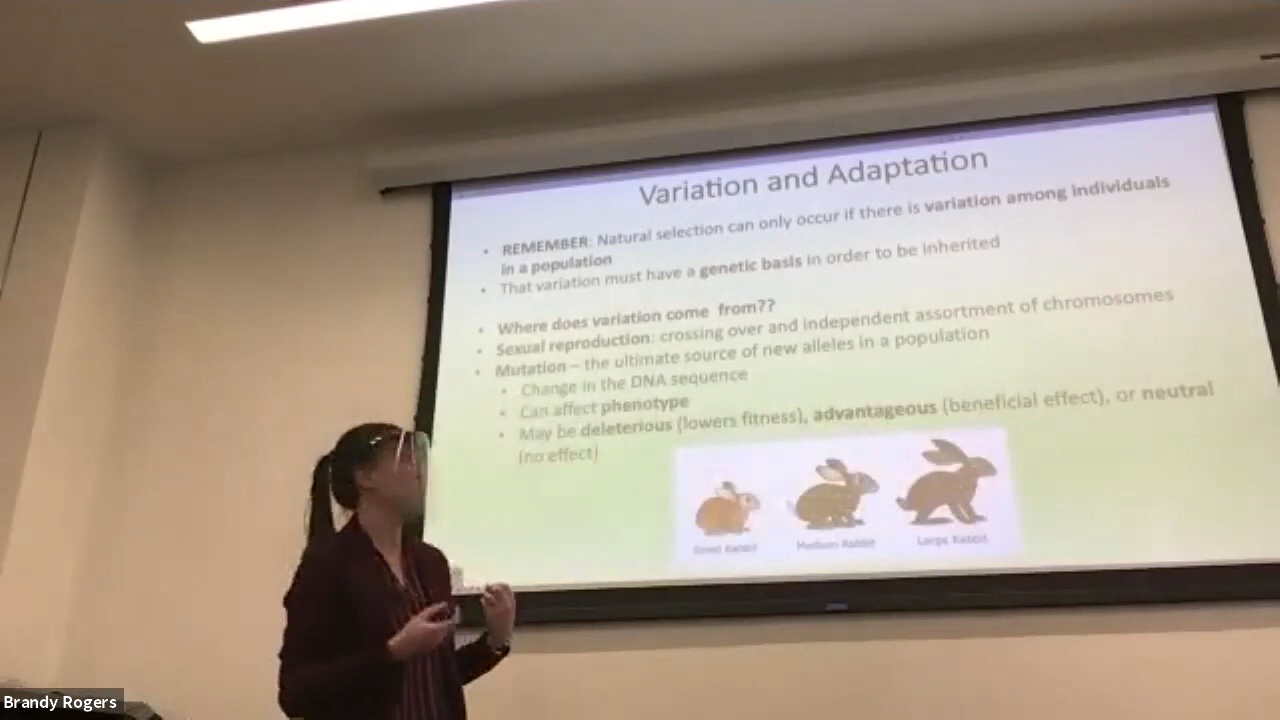 Variation and Adaptation
• REMEMBER: Natural selection can only occur if there is variation among individuals
in a population
• That variation must have a genetic basis in order to be inherited
• Where does variation come from??
• Sexual reproduction: crossing over and independent assortment of chromosomes
• Mutation – the ultimate source of new alleles in a population
• Change in the DNA sequence
• Can affect phenotype
• May be deleterious (lowers fitness), advantageous (beneficial effect), or neutral
(no effect)
Small Rabbit Medium Rabbit Large Rabbit
Brandy Rogers